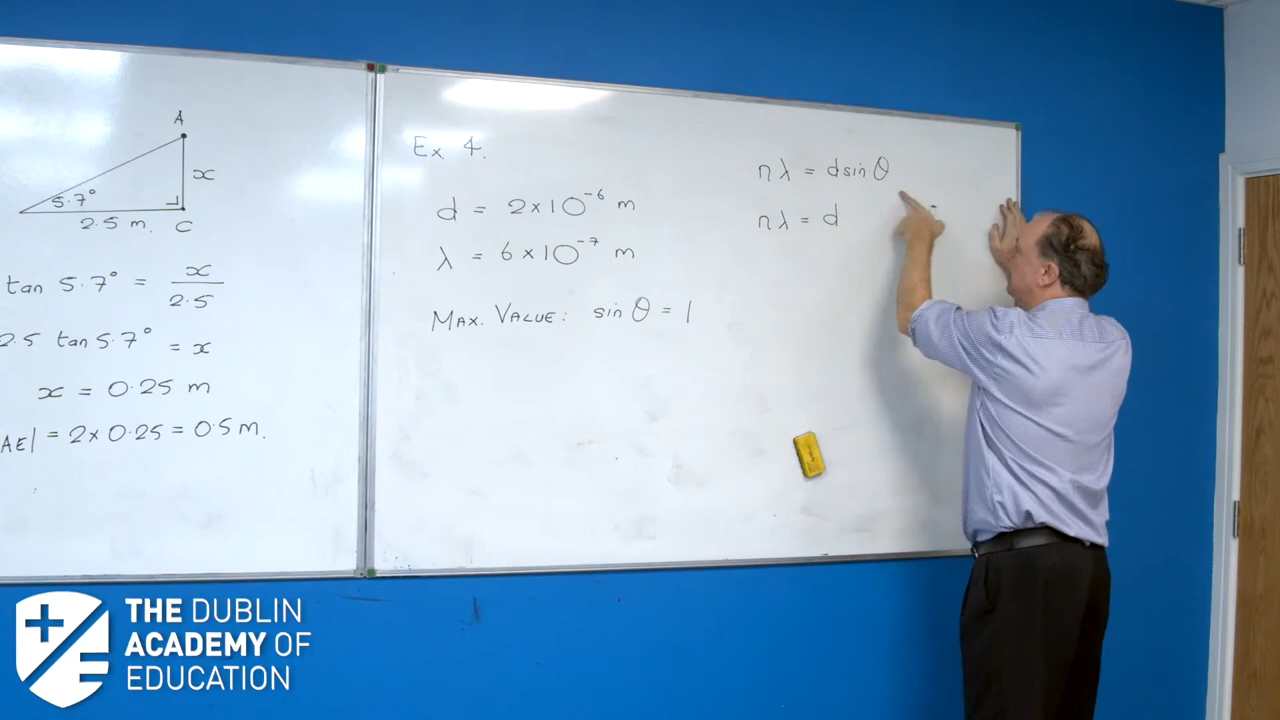 A
x
5.7°
2.5 m. C
tan 5.7° = x / 2.5
2.5 tan 5.7° = x
x = 0.25 m
AE| = 2 x 0.25 = 0.5 m.
Ex 4.
d = 2 x 10⁻⁶ m
λ = 6 x 10⁻⁷ m
MAX. VALUE: sin θ = 1
nλ = d sin θ
nλ = d
THE DUBLIN
ACADEMY OF
EDUCATION